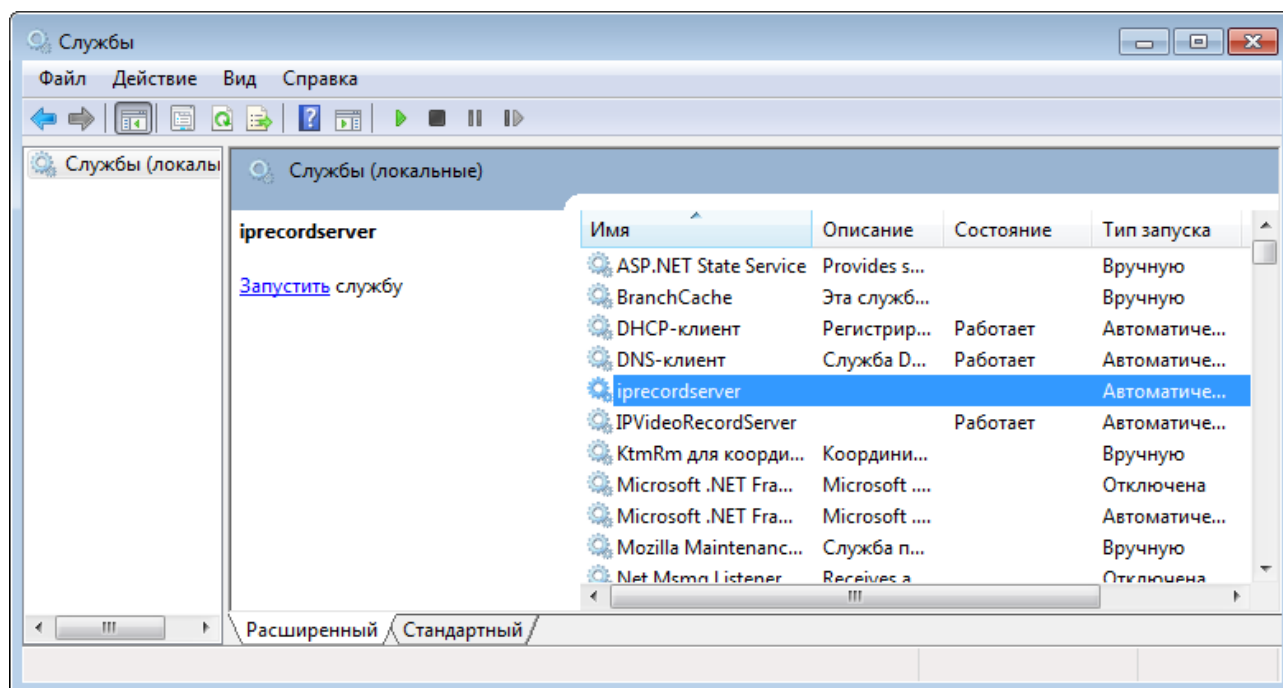 Службы
Файл Действие Вид Справка
Службы (локалы
Службы (локальные)
iprecordserver
Запустить службу
Имя Описание Состояние Тип запуска
ASP.NET State Service Provides s... Вручную
BranchCache Эта служб... Вручную
DHCP-клиент Регистрир... Работает Автоматиче...
DNS-клиент Служба D... Работает Автоматиче...
iprecordserver Автоматиче...
IPVideoRecordServer Работает Автоматиче...
KtmRm для коорди... Координи... Вручную
Microsoft .NET Fra... Microsoft .... Отключена
Microsoft .NET Fra... Microsoft .... Автоматиче...
Mozilla Maintenanc... Служба п... Вручную
Net Msmq Listener Receives a Отключена
Расширенный Стандартный